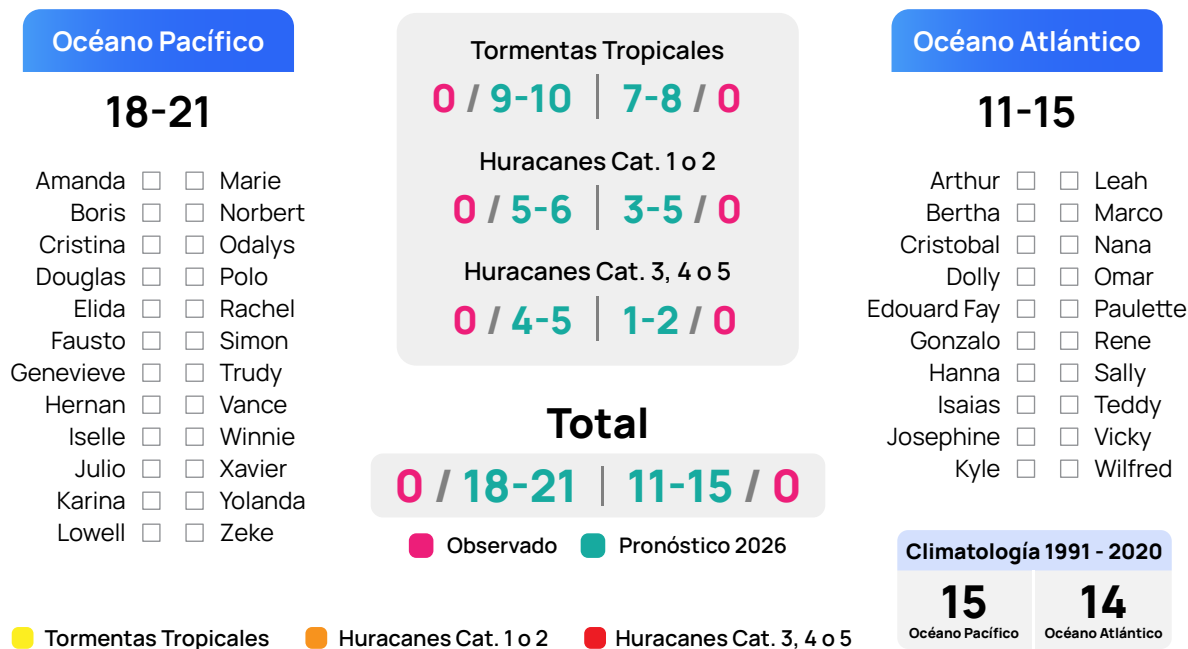 Océano Pacífico
18-21
Amanda Marie
Boris Norbert
Cristina Odalys
Douglas Polo
Elida Rachel
Fausto Simon
Genevieve Trudy
Hernan Vance
Iselle Winnie
Julio Xavier
Karina Yolanda
Lowell Zeke
Tormentas Tropicales
0 / 9-10 | 7-8 / 0
Huracanes Cat. 1 o 2
0 / 5-6 | 3-5 / 0
Huracanes Cat. 3, 4 o 5
0 / 4-5 | 1-2 / 0
Total
0 / 18-21 | 11-15 / 0
Observado Pronóstico 2026
Océano Atlántico
11-15
Arthur Leah
Bertha Marco
Cristobal Nana
Dolly Omar
Edouard Fay Paulette
Gonzalo Rene
Hanna Sally
Isaias Teddy
Josephine Vicky
Kyle Wilfred
Climatología 1991 - 2020
15 14
Océano Pacífico Océano Atlántico
Tormentas Tropicales Huracanes Cat. 1 o 2 Huracanes Cat. 3, 4 o 5